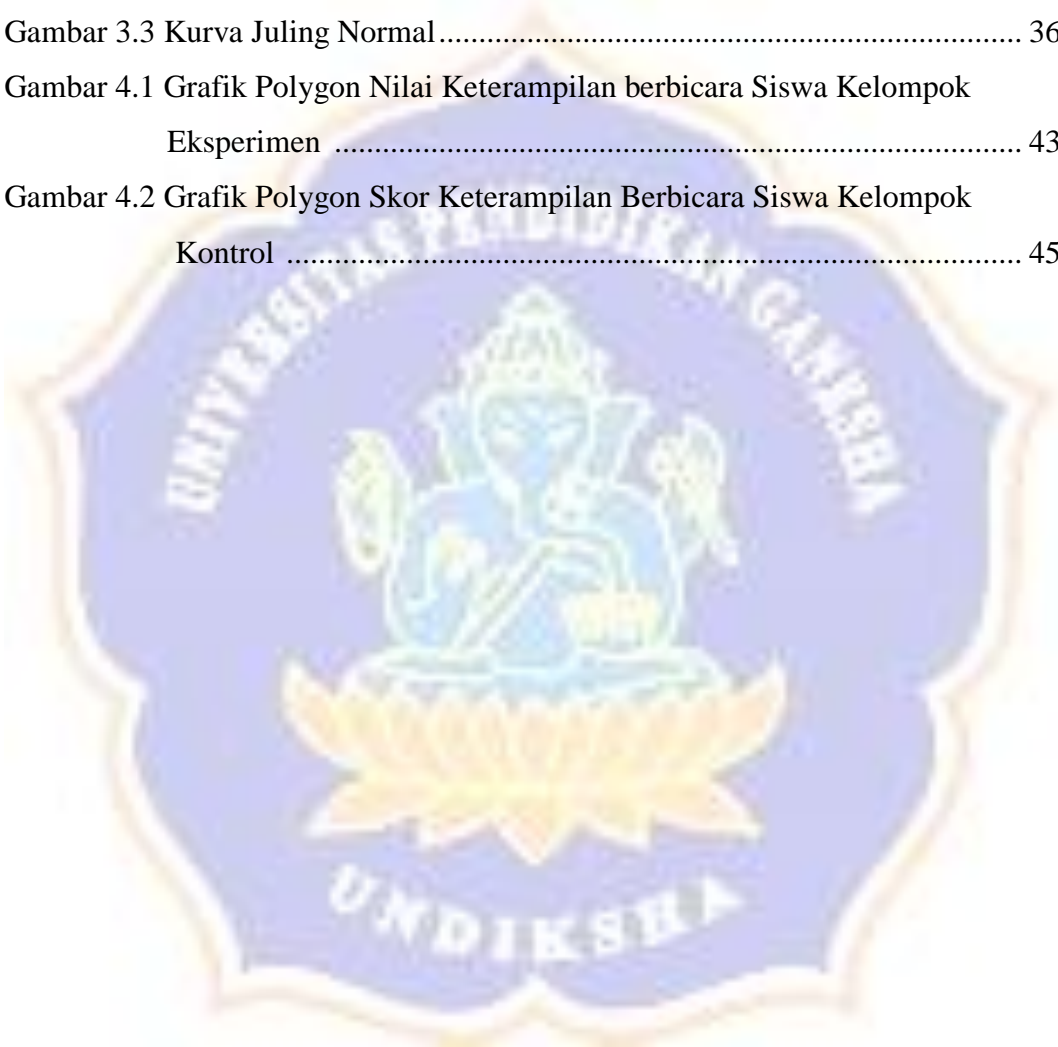 Gambar 3.3 Kurva Juling Normal.......................................................................... 36
Gambar 4.1 Grafik Polygon Nilai Keterampilan berbicara Siswa Kelompok
Eksperimen ....................................................................................... 43
Gambar 4.2 Grafik Polygon Skor Keterampilan Berbicara Siswa Kelompok
Kontrol ............................................................................................. 45
UNIVERSITAS PENDIDIKAN GANESHA
UNDIKSHA